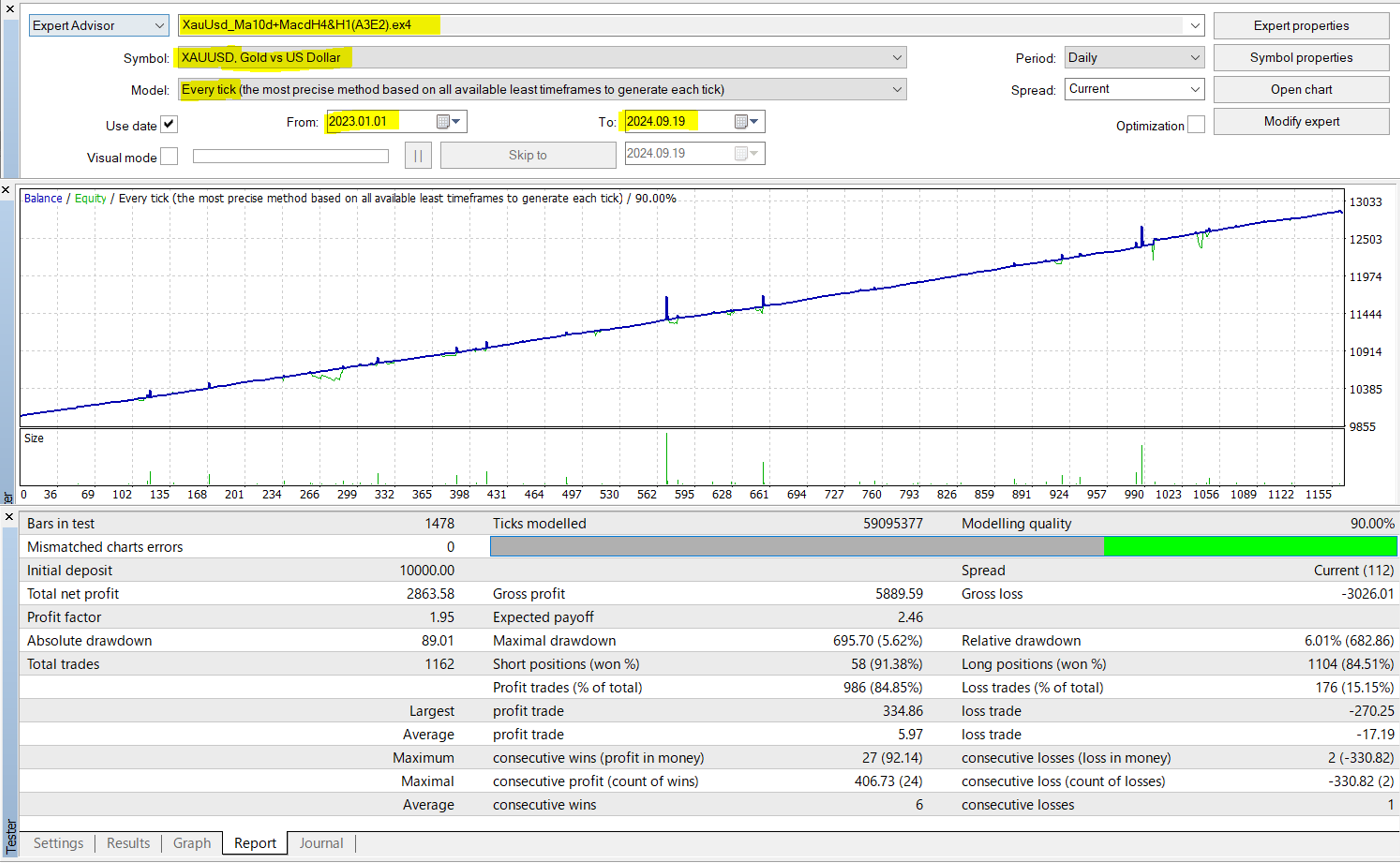 Expert Advisor XauUsd_Ma10d+MacdH4&H1(A3E2).ex4 Expert properties
Symbol: XAUUSD, Gold vs US Dollar Period: Daily Symbol properties
Model: Every tick (the most precise method based on all available least timeframes to generate each tick) Spread: Current Open chart
Use date From: 2023.01.01 To: 2024.09.19 Optimization Modify expert
Visual mode Skip to 2024.09.19
Balance / Equity / Every tick (the most precise method based on all available least timeframes to generate each tick) / 90.00%
13033
12503
11974
11444
10914
10385
9855
Size
0 36 69 102 135 168 201 234 266 299 332 365 398 431 464 497 530 562 595 628 661 694 727 760 793 826 859 891 924 957 990 1023 1056 1089 1122 1155
Bars in test 1478 Ticks modelled 59095377 Modelling quality 90.00%
Mismatched charts errors 0
Initial deposit 10000.00 Spread Current (112)
Total net profit 2863.58 Gross profit 5889.59 Gross loss -3026.01
Profit factor 1.95 Expected payoff 2.46
Absolute drawdown 89.01 Maximal drawdown 695.70 (5.62%) Relative drawdown 6.01% (682.86)
Total trades 1162 Short positions (won %) 58 (91.38%) Long positions (won %) 1104 (84.51%)
Profit trades (% of total) 986 (84.85%) Loss trades (% of total) 176 (15.15%)
Largest profit trade 334.86 loss trade -270.25
Average profit trade 5.97 loss trade -17.19
Maximum consecutive wins (profit in money) 27 (92.14) consecutive losses (loss in money) 2 (-330.82)
Maximal consecutive profit (count of wins) 406.73 (24) consecutive loss (count of losses) -330.82 (2)
Average consecutive wins 6 consecutive losses 1
Tester
Settings Results Graph Report Journal